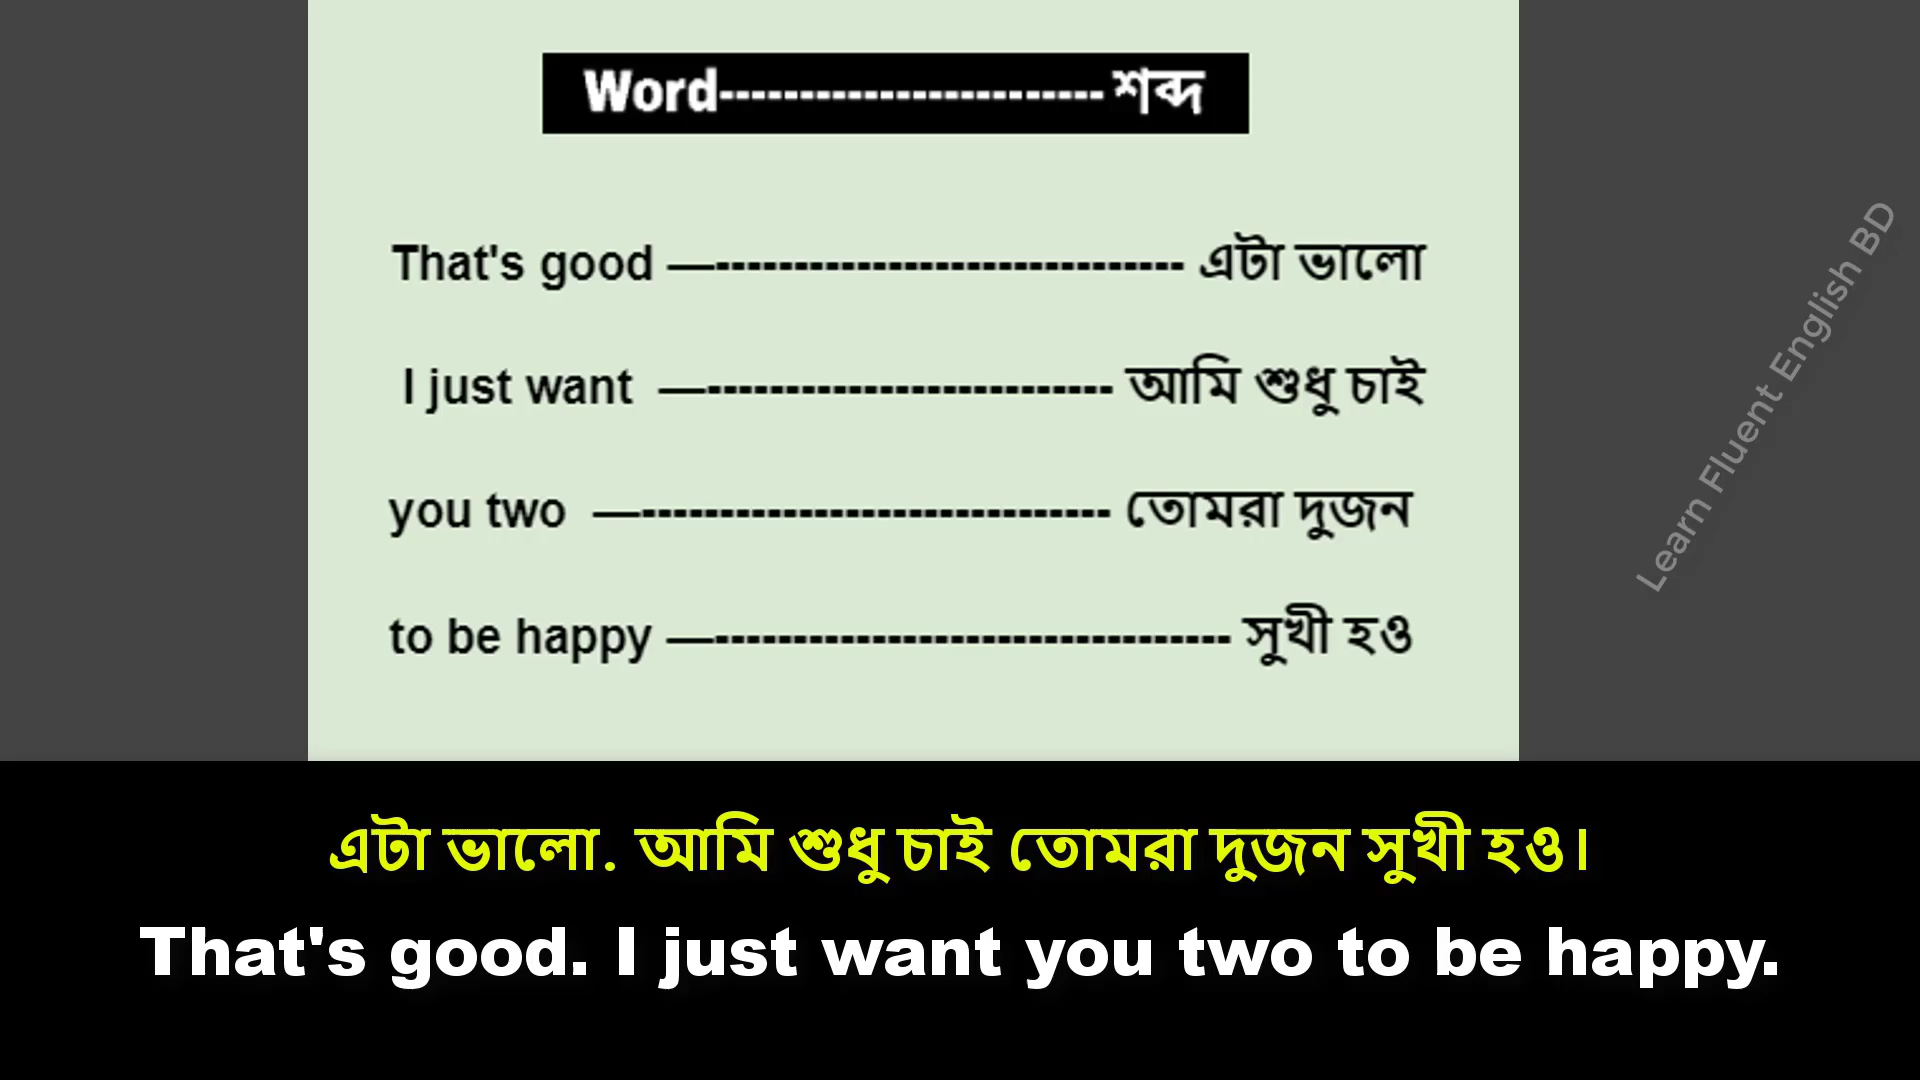 Word------------------------শব্দ
That's good —------------------------------ এটা ভালো
I just want —-------------------------- আমি শুধু চাই
you two —------------------------------ তোমরা দুজন
to be happy —--------------------------------- সুখী হও
Learn Fluent English BD
এটা ভালো. আমি শুধু চাই তোমরা দুজন সুখী হও।
That's good. I just want you two to be happy.